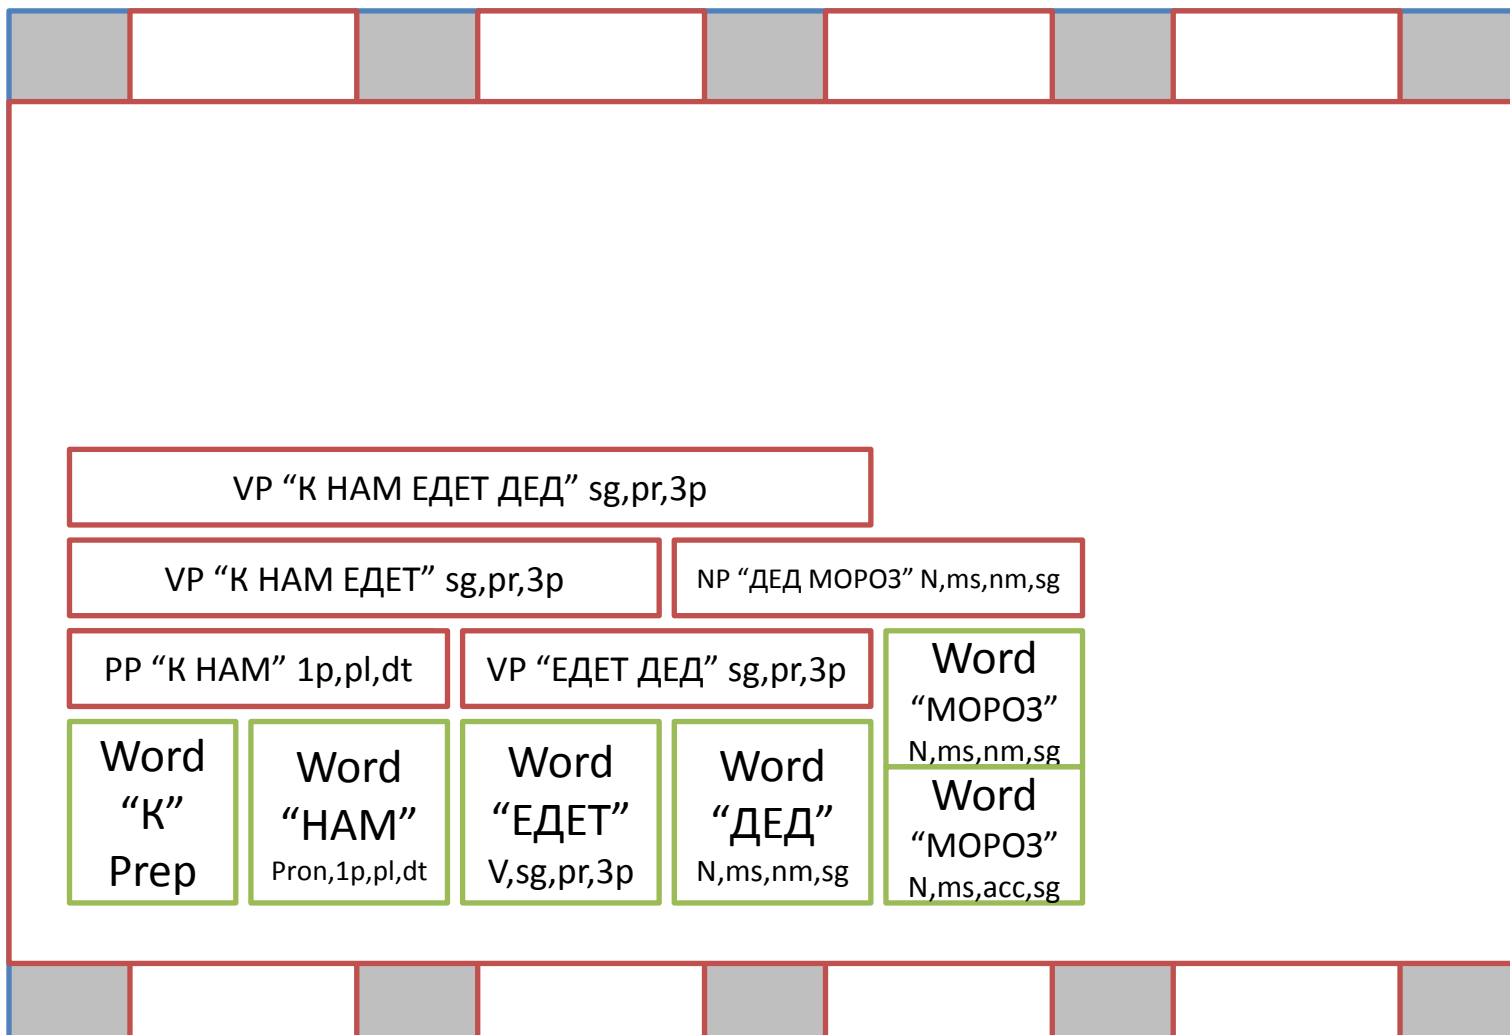 VP “К НАМ ЕДЕТ ДЕД” sg,pr,3p
VP “К НАМ ЕДЕТ” sg,pr,3p
NP “ДЕД МОРОЗ” N,ms,nm,sg
PP “К НАМ” 1p,pl,dt
VP “ЕДЕТ ДЕД” sg,pr,3p
Word
“К”
Prep
Word
“НАМ”
Pron,1p,pl,dt
Word
“ЕДЕТ”
V,sg,pr,3p
Word
“ДЕД”
N,ms,nm,sg
Word
“МОРОЗ”
N,ms,nm,sg
Word
“МОРОЗ”
N,ms,acc,sg